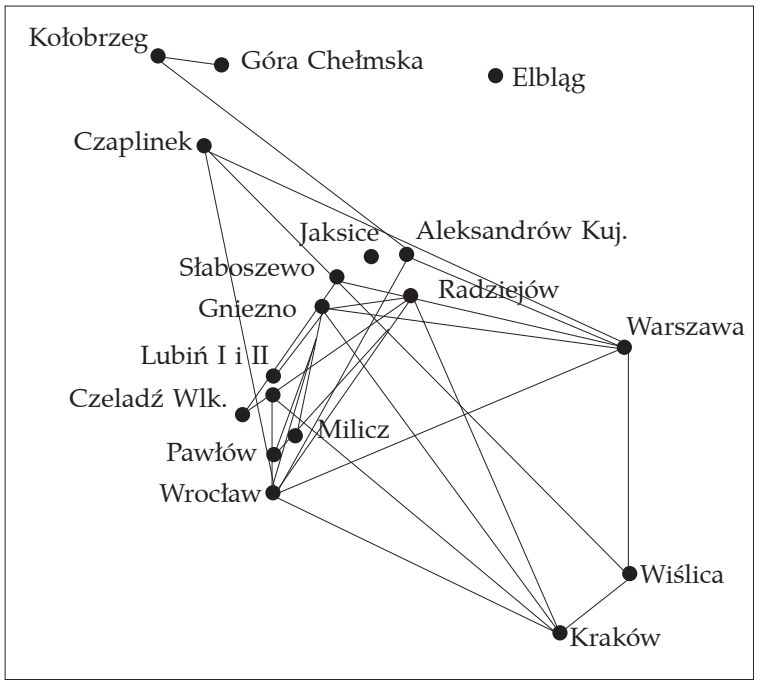 Kołobrzeg
Góra Chełmska
Elbląg
Czaplinek
Jaksice
Aleksandrów Kuj.
Słaboszewo
Radziejów
Gniezno
Warszawa
Lubiń I i II
Czeladź Wlk.
Milicz
Pawłów
Wrocław
Wiślica
Kraków